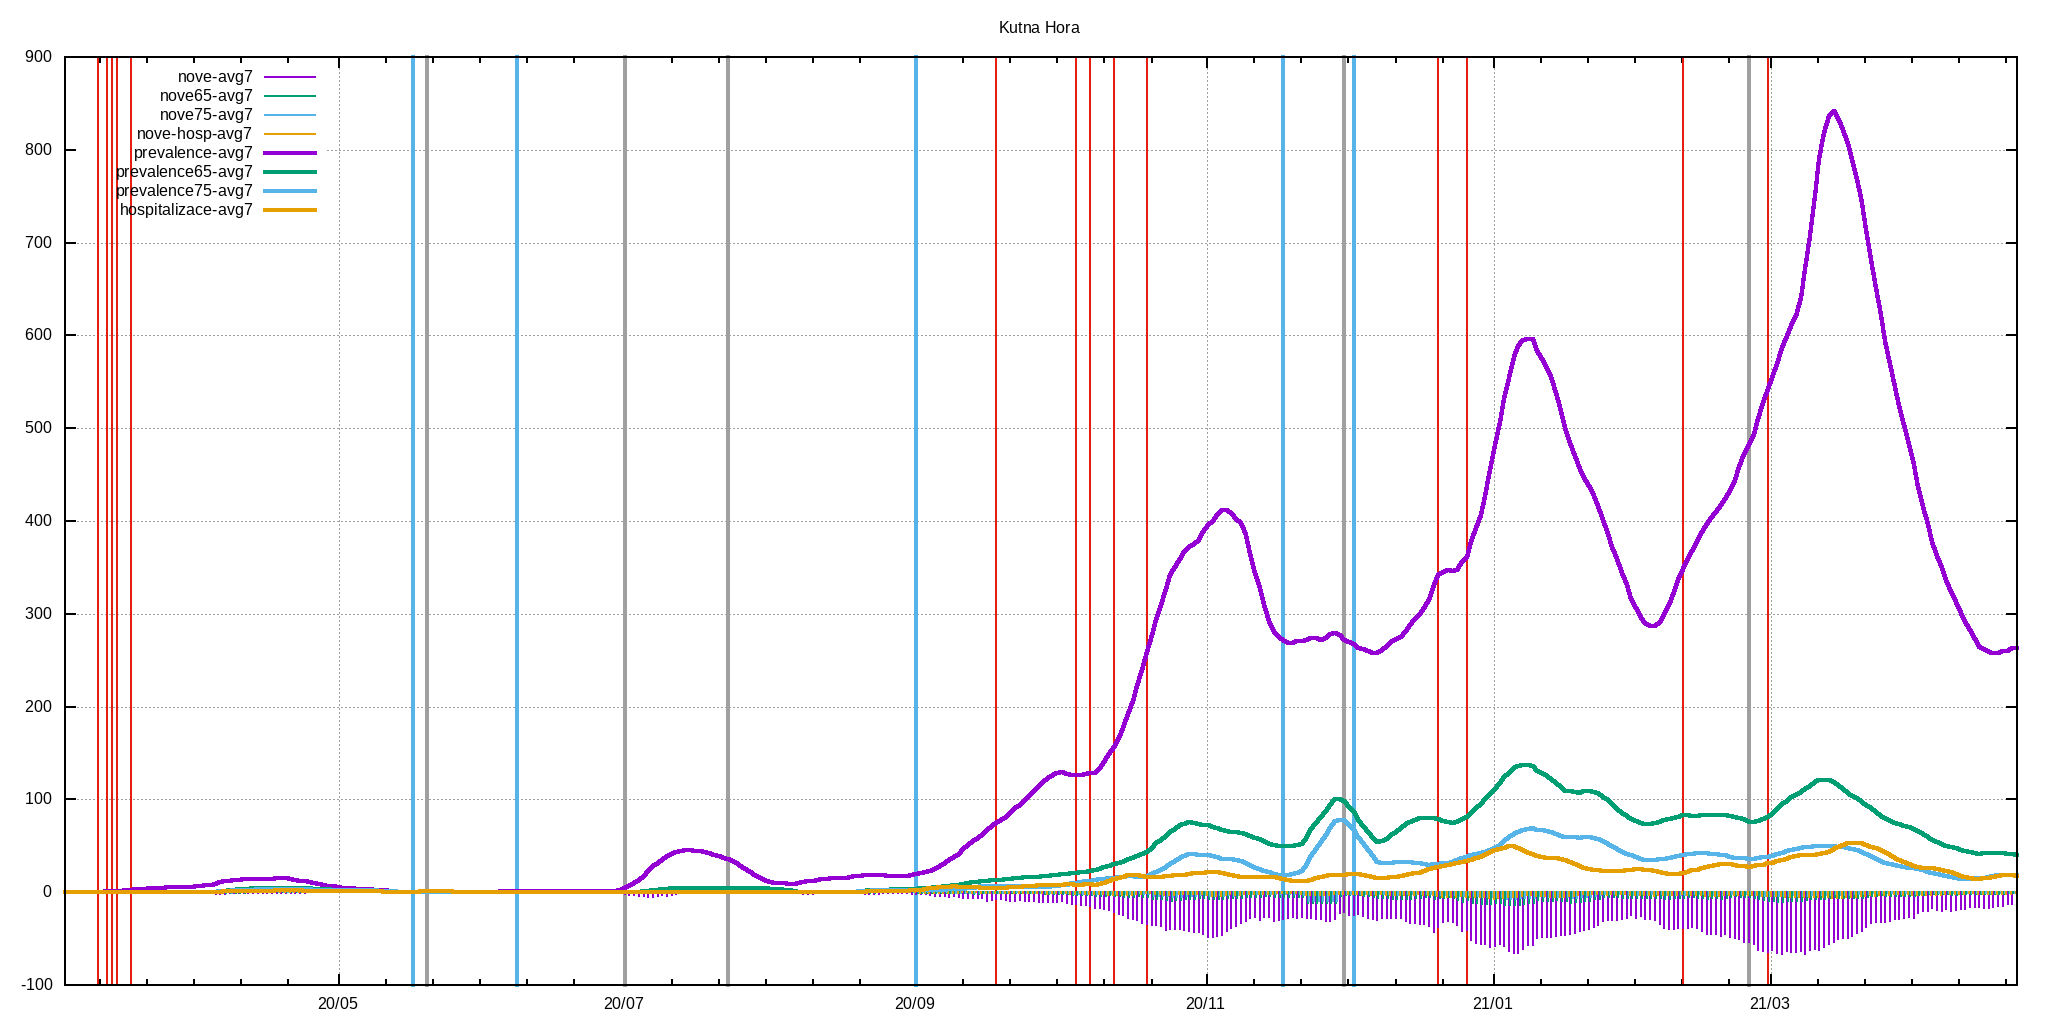 Kutna Hora
900
800
700
600
500
400
300
200
100
0
-100
nove-avg7
nove65-avg7
nove75-avg7
nove-hosp-avg7
prevalence-avg7
prevalence65-avg7
prevalence75-avg7
hospitalizace-avg7
20/05
20/07
20/09
20/11
21/01
21/03